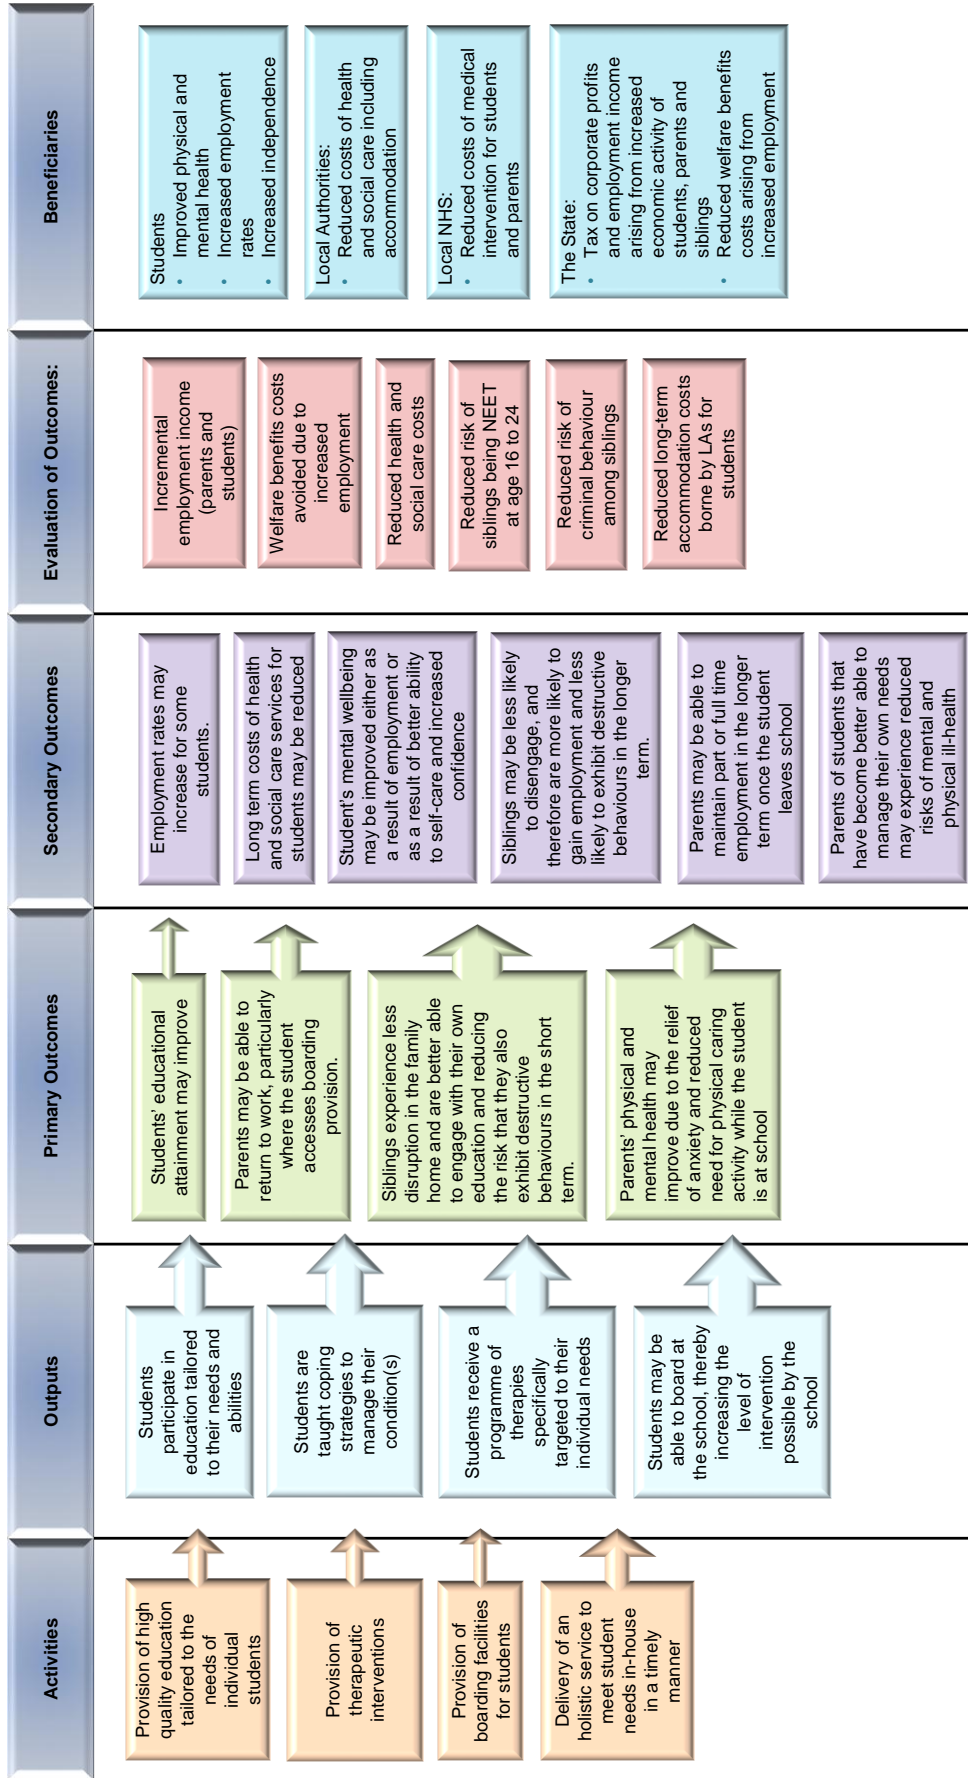 Activities
Provision of high
quality education
tailored to the
needs of
individual
students
Provision of
therapeutic
interventions
Provision of
boarding facilities
for students
Delivery of an
holistic service to
meet student
needs in-house
in a timely
manner
Outputs
Students
participate in
education tailored
to their needs and
abilities
Students are
taught coping
strategies to
manage their
condition(s)
Students receive a
programme of
therapies
specifically
targeted to their
individual needs
Students may be
able to board at
the school, thereby
increasing the
level of
intervention
possible by the
school
Primary Outcomes
Students' educational
attainment may improve
Parents may be able to
return to work, particularly
where the student
accesses boarding
provision.
Siblings experience less
disruption in the family
home and are better able
to engage with their own
education and reducing
the risk that they also
exhibit destructive
behaviours in the short
term.
Parents' physical and
mental health may
improve due to the relief
of anxiety and reduced
need for physical caring
activity while the student
is at school
Secondary Outcomes
Employment rates may
increase for some
students.
Long term costs of health
and social care services for
students may be reduced
Student's mental wellbeing
may be improved either as
a result of employment or
as a result of better ability
to self-care and increased
confidence
Siblings may be less likely
to disengage, and
therefore are more likely to
gain employment and less
likely to exhibit destructive
behaviours in the longer
term.
Parents may be able to
maintain part or full time
employment in the longer
term once the student
leaves school
Parents of students that
have become better able to
manage their own needs
may experience reduced
risks of mental and
physical ill-health
Evaluation of Outcomes:
Incremental
employment income
(parents and
students)
Welfare benefits costs
avoided due to
increased
employment
Reduced health and
social care costs
Reduced risk of
siblings being NEET
at age 16 to 24
Reduced risk of
criminal behaviour
among siblings
Reduced long-term
accommodation costs
borne by LAs for
students
Beneficiaries
Students
• Improved physical and
mental health
• Increased employment
rates
• Increased independence
Local Authorities:
• Reduced costs of health
and social care including
accommodation
Local NHS:
• Reduced costs of medical
intervention for students
and parents
The State:
• Tax on corporate profits
and employment income
arising from increased
economic activity of
students, parents and
siblings
• Reduced welfare benefits
costs arising from
increased employment